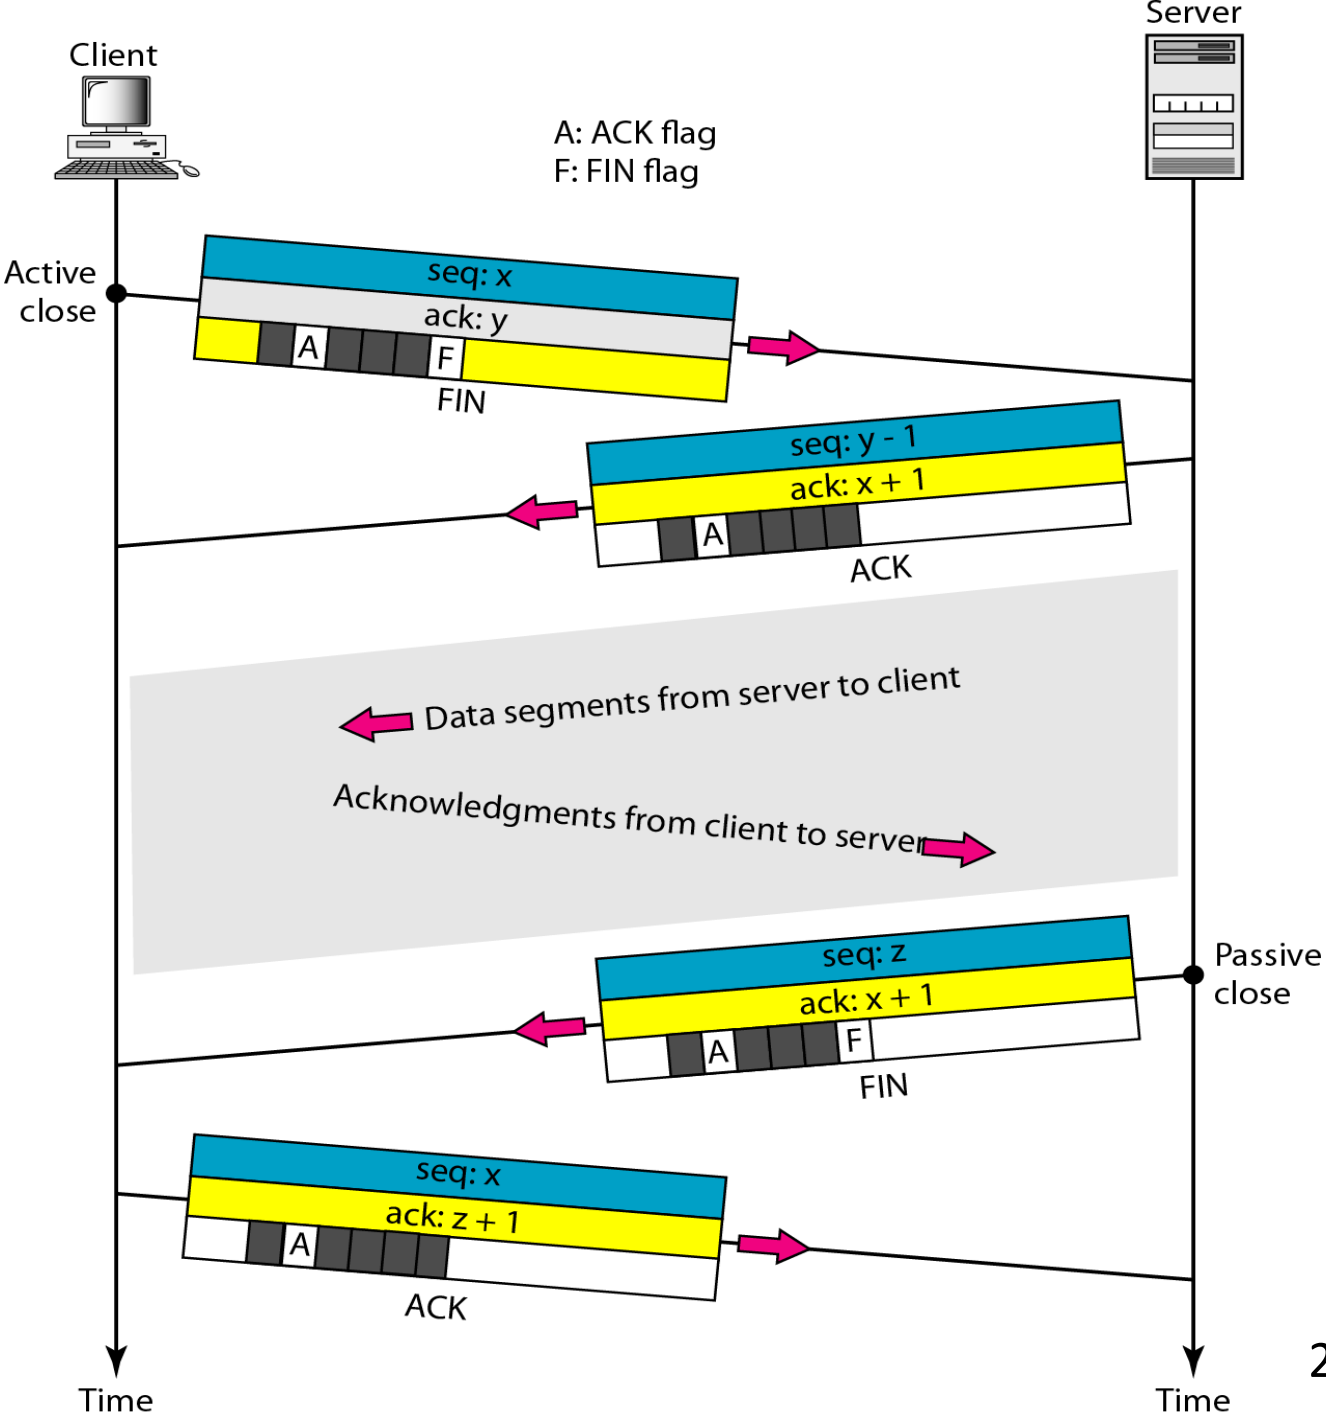 Server
Client
A: ACK flag
F: FIN flag
Active
close
seq: x
ack: y
A F
FIN
seq: y - 1
ack: x + 1
A
ACK
Data segments from server to client
Acknowledgments from client to server
Passive
close
seq: z
ack: x + 1
A F
FIN
seq: x
ack: z + 1
A
ACK
2
Time
Time